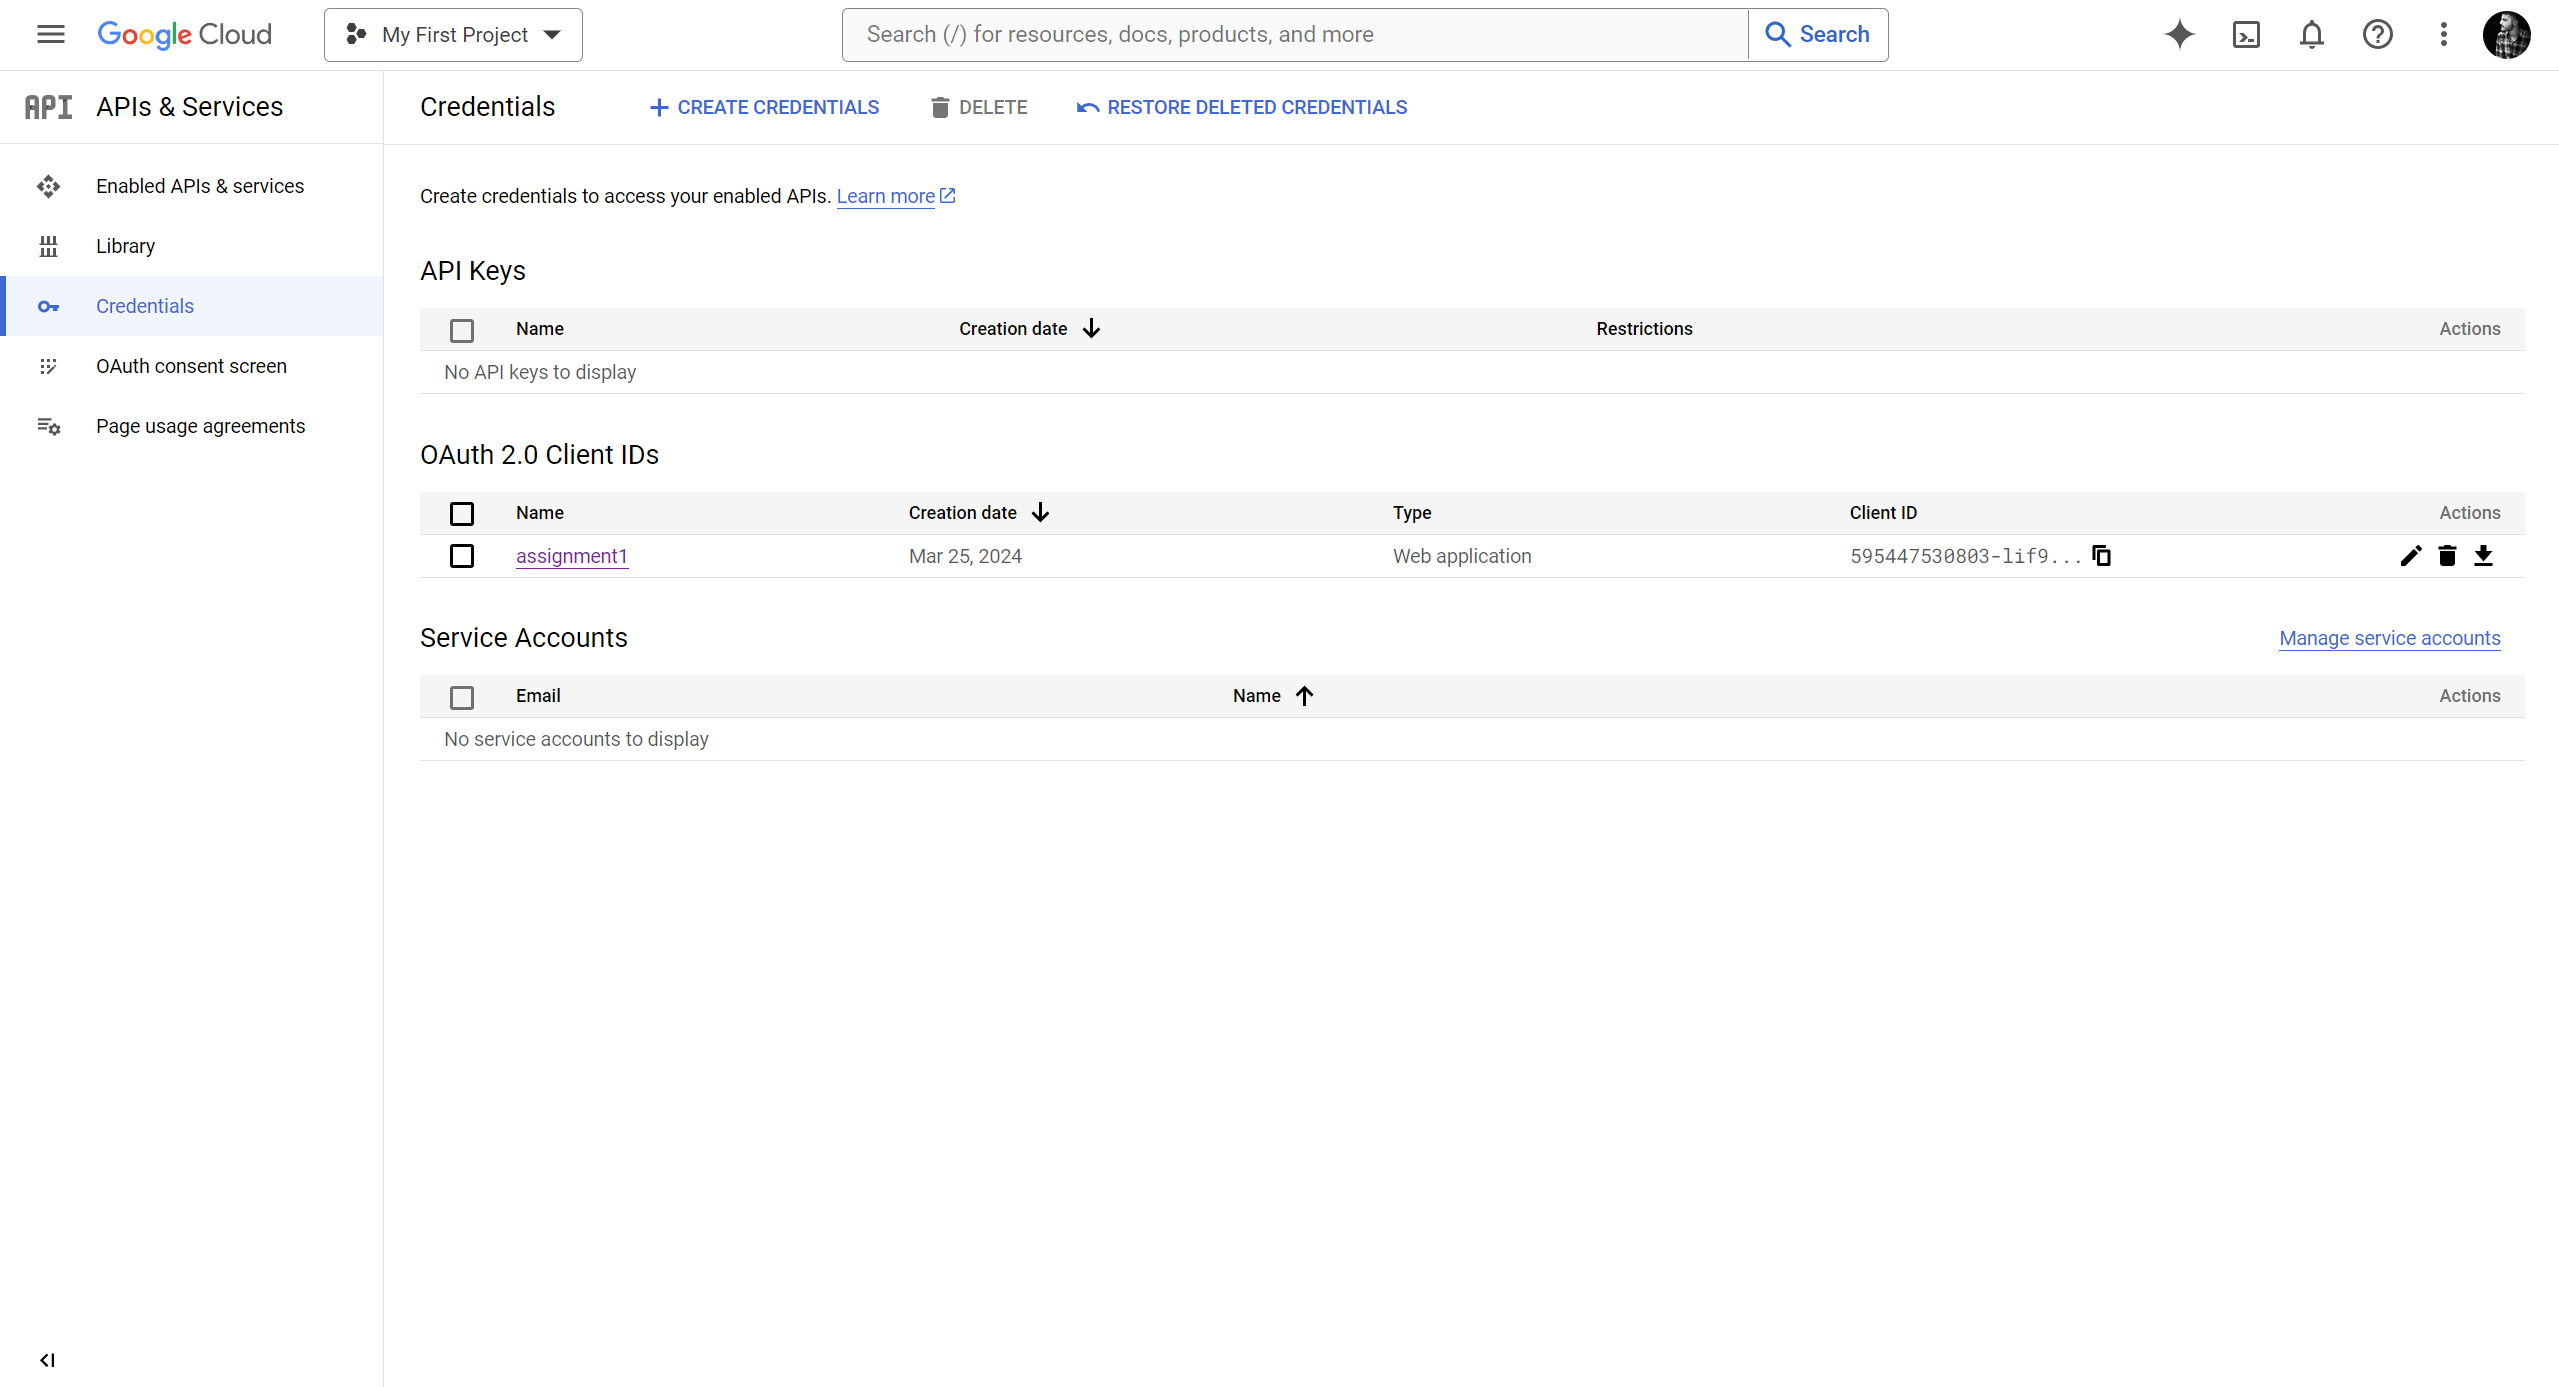 Google Cloud
My First Project
Search (/) for resources, docs, products, and more
Search
API
APIs & Services
Credentials
CREATE CREDENTIALS
DELETE
RESTORE DELETED CREDENTIALS
Enabled APIs & services
Library
Credentials
OAuth consent screen
Page usage agreements
Create credentials to access your enabled APIs. Learn more
API Keys
Name Creation date Restrictions Actions
No API keys to display
OAuth 2.0 Client IDs
Name Creation date Type Client ID Actions
assignment1 Mar 25, 2024 Web application 595447530803-lif9...
Service Accounts
Manage service accounts
Email Name Actions
No service accounts to display